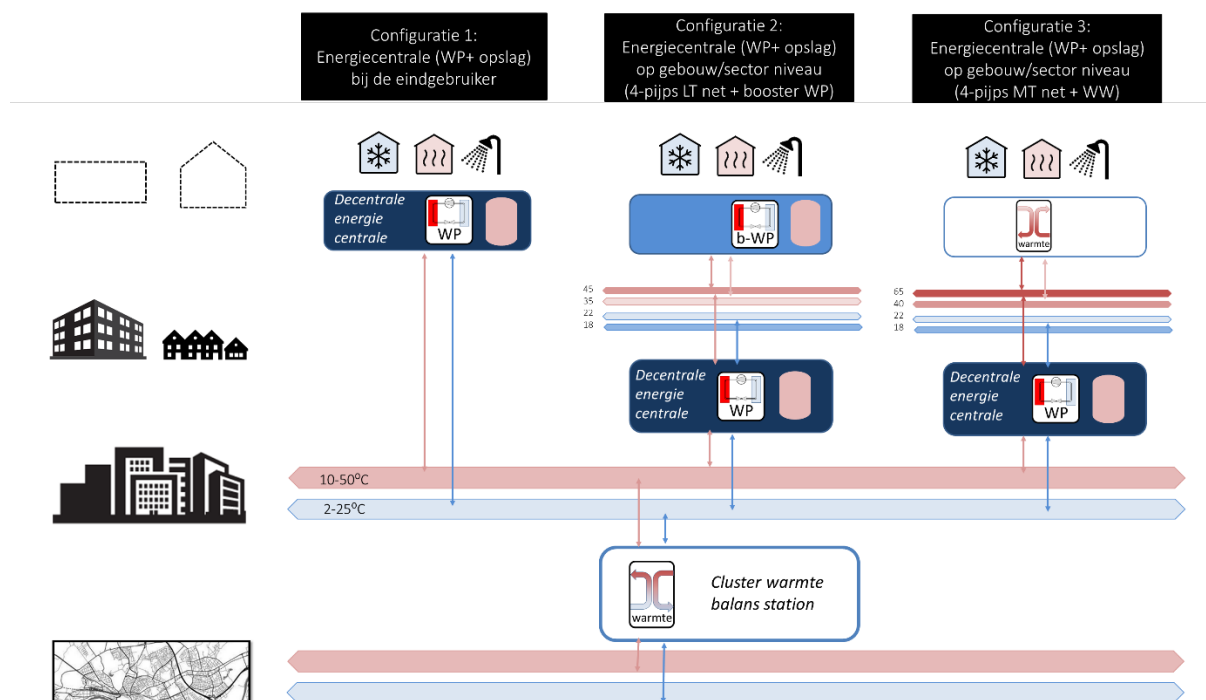 Configuratie 1:
Energiecentrale (WP+ opslag)
bij de eindgebruiker
Configuratie 2:
Energiecentrale (WP+ opslag)
op gebouw/sector niveau
(4-pijps LT net + booster WP)
Configuratie 3:
Energiecentrale (WP+ opslag)
op gebouw/sector niveau
(4-pijps MT net + WW)
Decentrale
energie
centrale
WP
b-WP
warmte
45
35
22
18
65
40
22
18
Decentrale
energie
centrale
WP
Decentrale
energie
centrale
WP
10-50⁰C
2-25⁰C
warmte
Cluster warmte
balans station